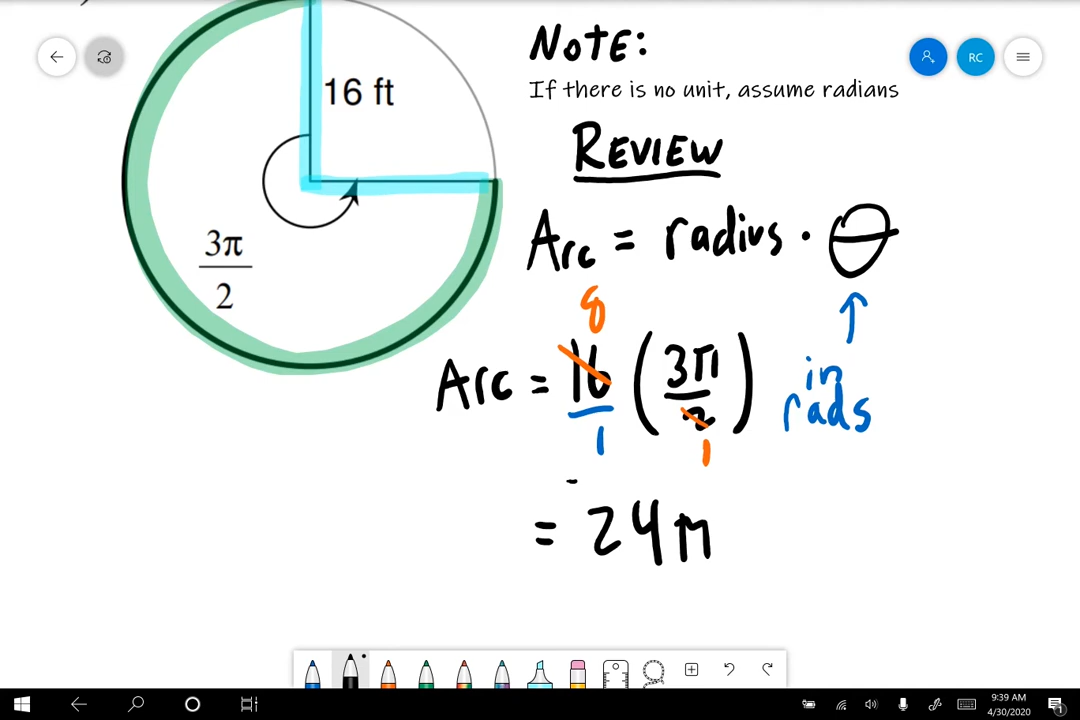 NOTE:
RC
16 ft
If there is no unit, assume radians
REVIEW
Arc = radius · θ
3π
2
8
Arc = 16 ( 3π / 2 )
1
1
in
rads
= 24π
9:39 AM
4/30/2020